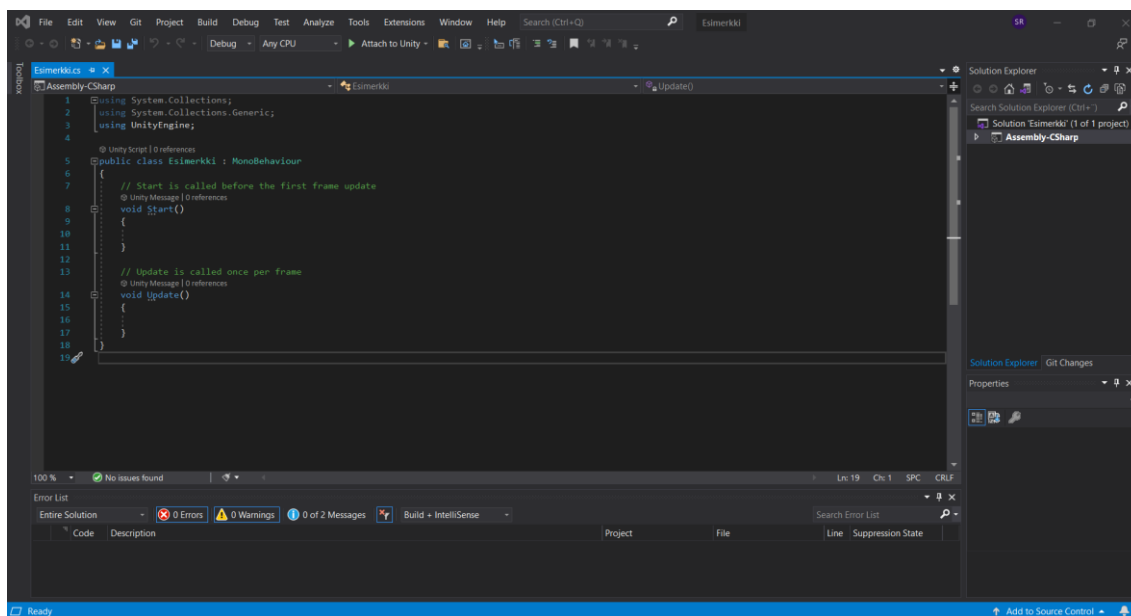 File Edit View Git Project Build Debug Test Analyze Tools Extensions Window Help Search (Ctrl+Q) Esimerkki SR
Debug Any CPU Attach to Unity
Toolbox
Esimerkki.cs
Assembly-CSharp Esimerkki Update()
1 using System.Collections;
2 using System.Collections.Generic;
3 using UnityEngine;
4
Unity Script | 0 references
5 public class Esimerkki : MonoBehaviour
6 {
7 // Start is called before the first frame update
Unity Message | 0 references
8 void Start()
9 {
10
11 }
12
13 // Update is called once per frame
Unity Message | 0 references
14 void Update()
15 {
16
17 }
18 }
19
100 % No issues found Ln: 19 Ch: 1 SPC CRLF
Error List
Entire Solution 0 Errors 0 Warnings 0 of 2 Messages Build + IntelliSense Search Error List
Code Description Project File Line Suppression State
Solution Explorer
Search Solution Explorer (Ctrl+¨)
Solution 'Esimerkki' (1 of 1 project)
Assembly-CSharp
Solution Explorer Git Changes
Properties
Ready Add to Source Control